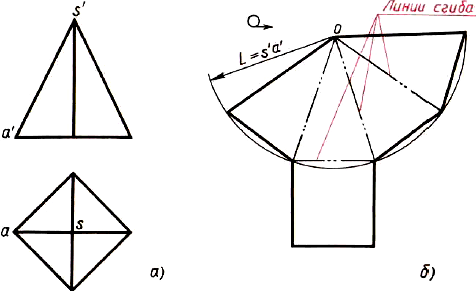 s'
a'
a
s
а)
L = s'a'
O
Линии сгиба
б)